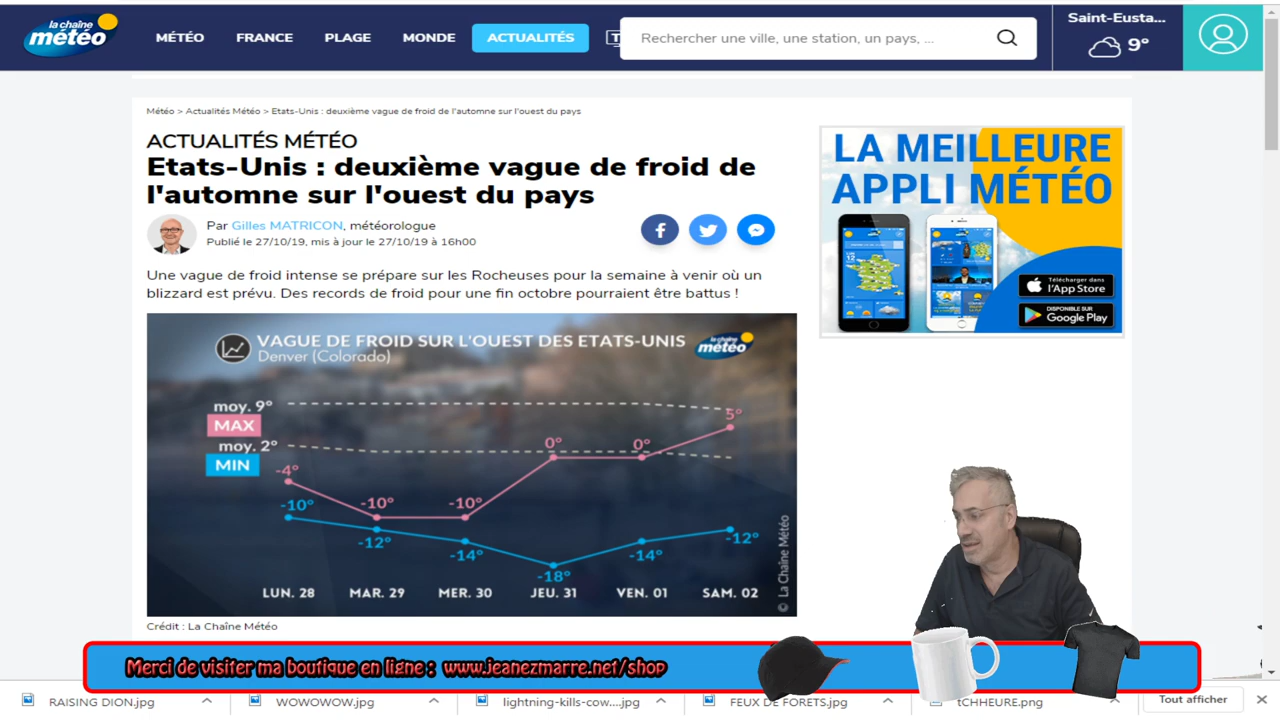 la chaîne
météo
MÉTÉO
FRANCE
PLAGE
MONDE
ACTUALITÉS
Rechercher une ville, une station, un pays, ...
Saint-Eusta...
9°
Météo > Actualités Météo > Etats-Unis : deuxième vague de froid de l'automne sur l'ouest du pays
ACTUALITÉS MÉTÉO
Etats-Unis : deuxième vague de froid de
l'automne sur l'ouest du pays
Par Gilles MATRICON, météorologue
Publié le 27/10/19, mis à jour le 27/10/19 à 16h00
Une vague de froid intense se prépare sur les Rocheuses pour la semaine à venir où un
blizzard est prévu. Des records de froid pour une fin octobre pourraient être battus !
LA MEILLEURE
APPLI MÉTÉO
Télécharger dans
l'App Store
DISPONIBLE SUR
Google Play
VAGUE DE FROID SUR L'OUEST DES ETATS-UNIS
Denver (Colorado)
la chaîne
météo
moy. 9°
MAX
moy. 2°
MIN
-4° -10° -10° 0° 0° 5°
-10° -12° -14° -18° -14° -12°
LUN. 28 MAR. 29 MER. 30 JEU. 31 VEN. 01 SAM. 02
© La Chaîne Météo
Crédit : La Chaîne Météo
Merci de visiter ma boutique en ligne : www.jeanezmarre.net/shop
RAISING DION.jpg
WOWOWOW.jpg
lightning-kills-cow....jpg
FEUX DE FORETS.jpg
tCHHEURE.png
Tout afficher